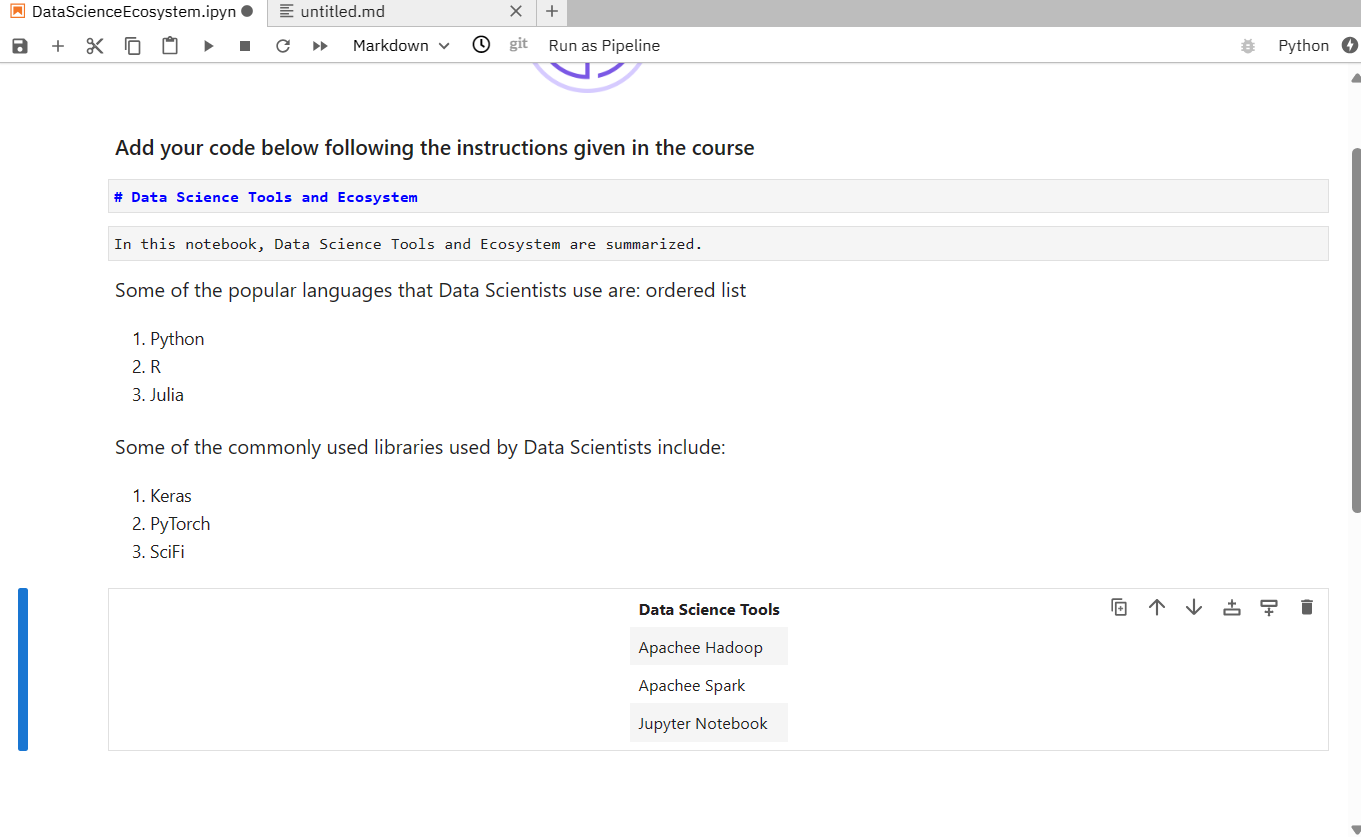 DataScienceEcosystem.ipyn
untitled.md
Markdown
git
Run as Pipeline
Python
Add your code below following the instructions given in the course
# Data Science Tools and Ecosystem
In this notebook, Data Science Tools and Ecosystem are summarized.
Some of the popular languages that Data Scientists use are: ordered list
1. Python
2. R
3. Julia
Some of the commonly used libraries used by Data Scientists include:
1. Keras
2. PyTorch
3. SciFi
Data Science Tools
Apachee Hadoop
Apachee Spark
Jupyter Notebook